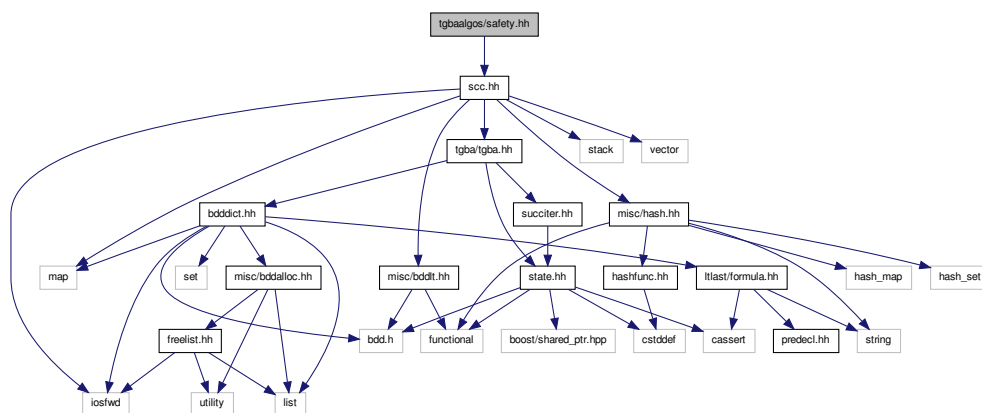 tgbaalgos/safety.hh
scc.hh
tgba/tgba.hh
stack
vector
bdddict.hh
succiter.hh
misc/hash.hh
map
set
misc/bddalloc.hh
misc/bddlt.hh
state.hh
hashfunc.hh
ltlast/formula.hh
hash_map
hash_set
freelist.hh
bdd.h
functional
boost/shared_ptr.hpp
cstddef
cassert
predecl.hh
string
iosfwd
utility
list